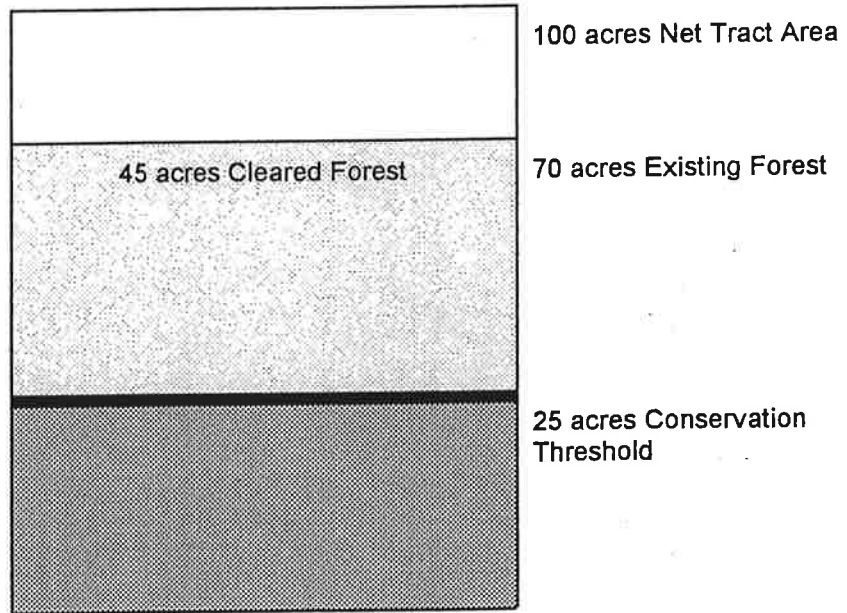 100 acres Net Tract Area
45 acres Cleared Forest
70 acres Existing Forest
25 acres Conservation
Threshold